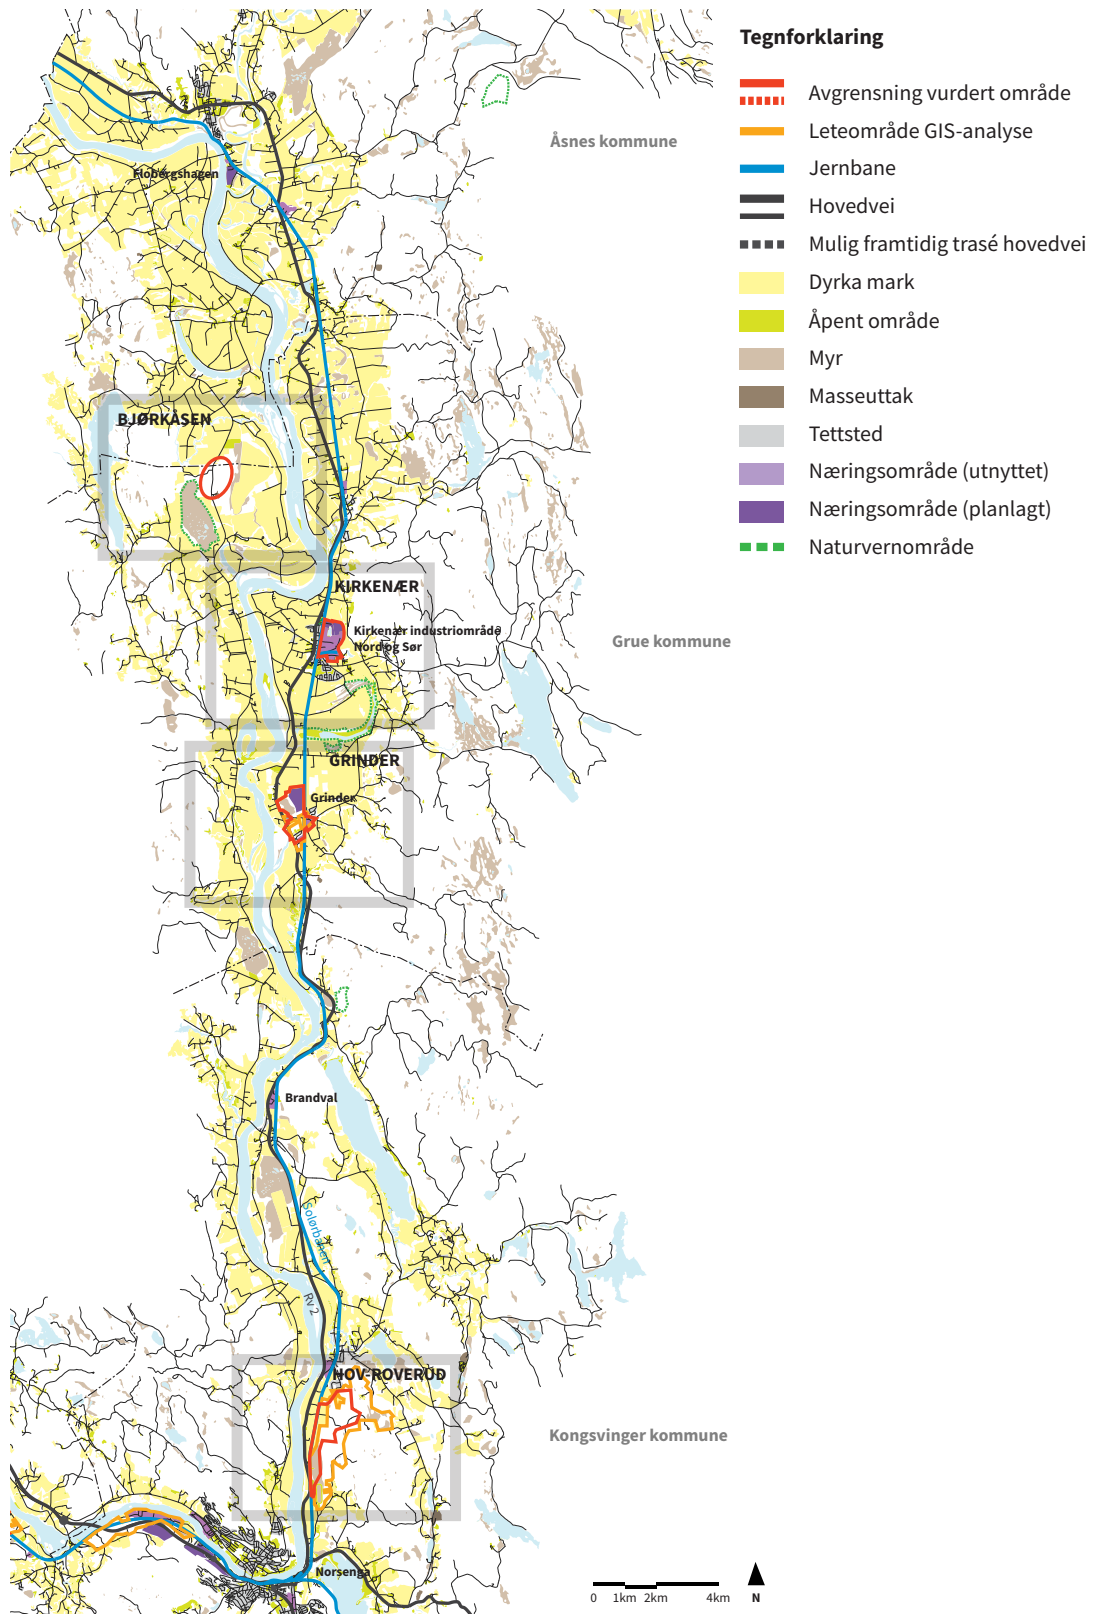 Tegnforklaring
Avgrensning vurdert område
Leteområde GIS-analyse
Jernbane
Hovedvei
Mulig framtidig trasé hovedvei
Dyrka mark
Åpent område
Myr
Masseuttak
Tettsted
Næringsområde (utnyttet)
Næringsområde (planlagt)
Naturvernområde
Åsnes kommune
Flobergshagen
BJØRKÅSEN
KIRKENÆR
Kirkenær industriområde
Nord og Sør
Grue kommune
GRINDER
Grinder
Brandval
Solørbanen
Rv 2
HOV-ROVERUD
Kongsvinger kommune
Norsenga
0 1km 2km 4km N